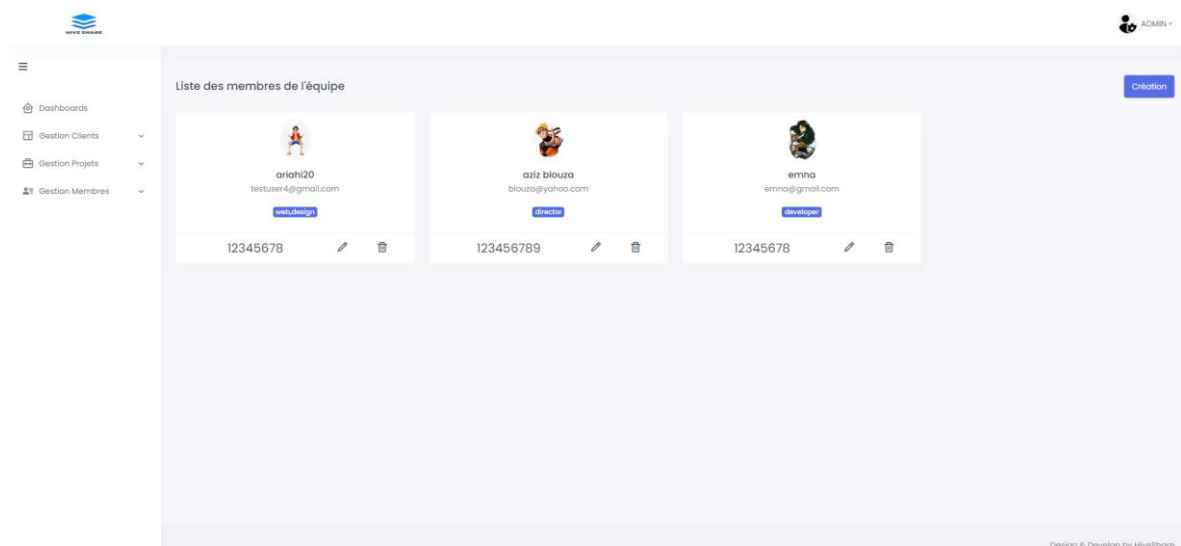 HIVE SHARE
ADMIN
Dashboards
Gestion Clients
Gestion Projets
Gestion Membres
Liste des membres de l'équipe
Création
ariahi20
testuser4@gmail.com
web,design
12345678
aziz blouza
blouza@yahoo.com
director
123456789
emna
emna@gmail.com
developer
12345678
Design & Develop by HiveShare